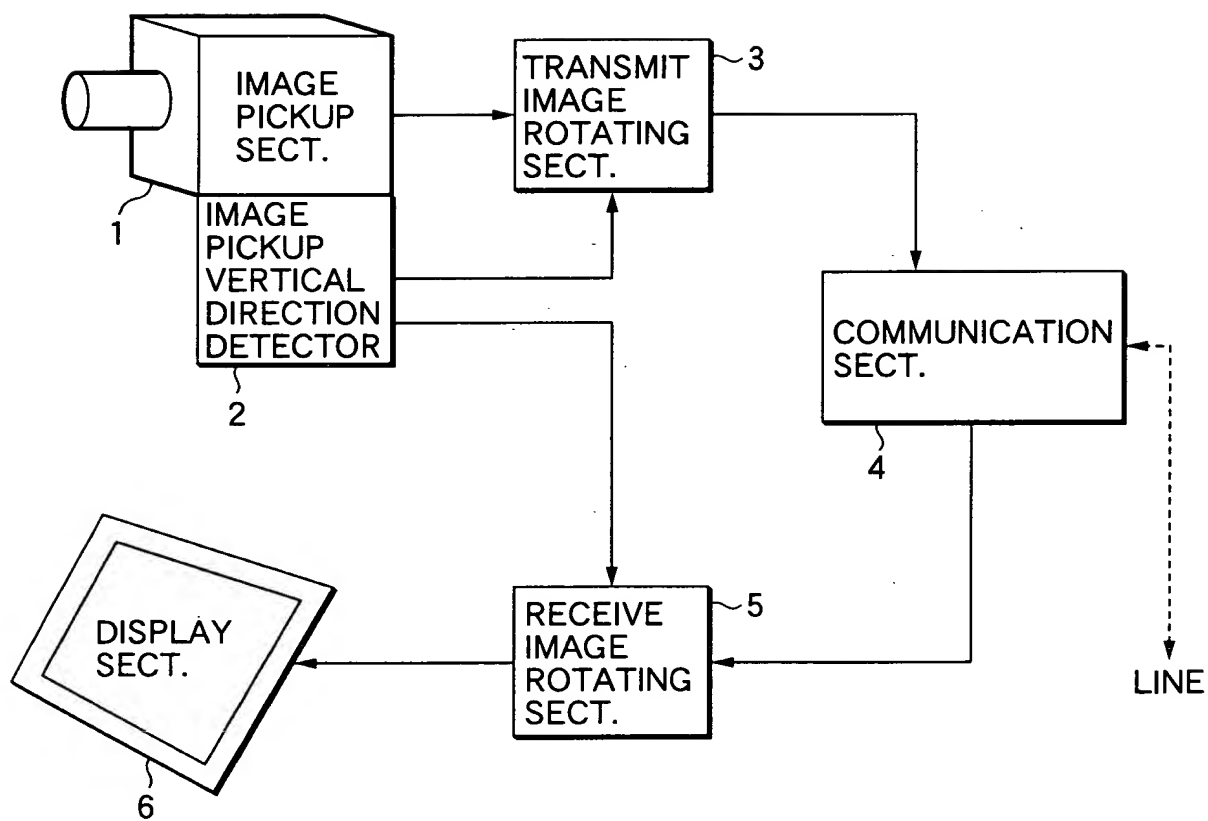 IMAGE
PICKUP
SECT.
1
IMAGE
PICKUP
VERTICAL
DIRECTION
DETECTOR
2
TRANSMIT
IMAGE
ROTATING
SECT.
3
COMMUNICATION
SECT.
4
LINE
RECEIVE
IMAGE
ROTATING
SECT.
5
DISPLAY
SECT.
6